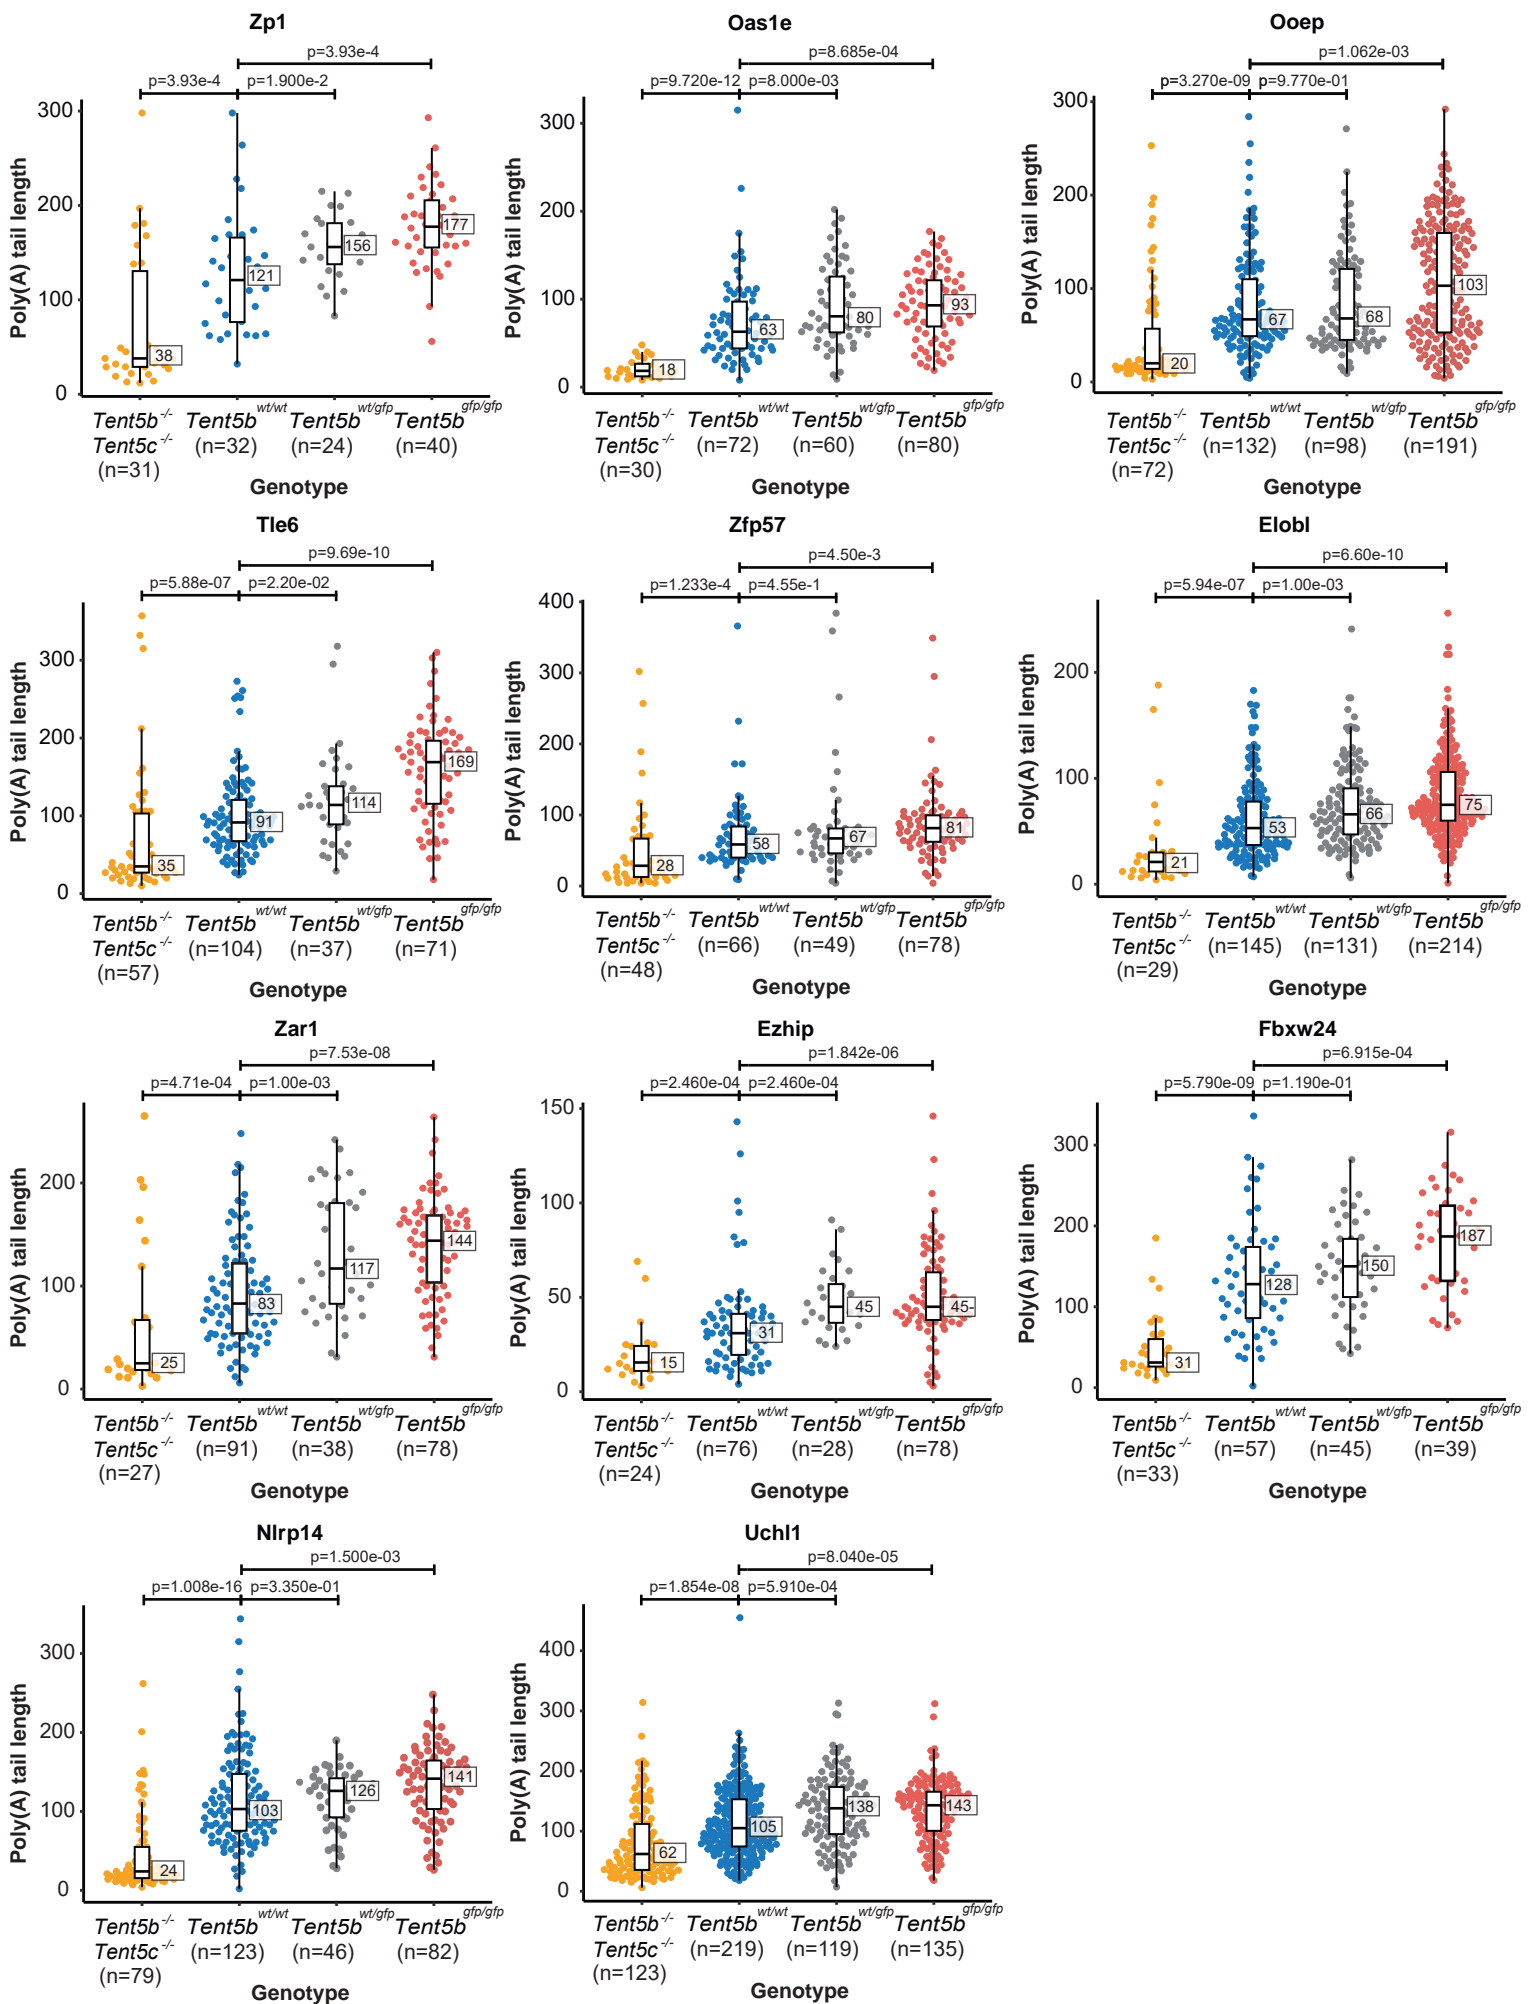 Zp1
p=3.93e-4
p=3.93e-4 p=1.900e-2
Poly(A) tail length
300
200
100
0
121
156
177
38
Tent5b-/- Tent5b wt/wt Tent5b wt/gfp Tent5b gfp/gfp
Tent5c-/- (n=32) (n=24) (n=40)
(n=31)
Genotype
Oas1e
p=8.685e-04
p=9.720e-12 p=8.000e-03
Poly(A) tail length
300
200
100
0
18
63
80
93
Tent5b-/- Tent5b wt/wt Tent5b wt/gfp Tent5b gfp/gfp
Tent5c-/- (n=72) (n=60) (n=80)
(n=30)
Genotype
Ooep
p=1.062e-03
p=3.270e-09 p=9.770e-01
Poly(A) tail length
300
200
100
0
20
67
68
103
Tent5b-/- Tent5b wt/wt Tent5b wt/gfp Tent5b gfp/gfp
Tent5c-/- (n=132) (n=98) (n=191)
(n=72)
Genotype
Tle6
p=9.69e-10
p=5.88e-07 p=2.20e-02
Poly(A) tail length
300
200
100
0
35
91
114
169
Tent5b-/- Tent5b wt/wt Tent5b wt/gfp Tent5b gfp/gfp
Tent5c-/- (n=104) (n=37) (n=71)
(n=57)
Genotype
Zfp57
p=4.50e-3
p=1.233e-4 p=4.55e-1
Poly(A) tail length
400
300
200
100
0
28
58
67
81
Tent5b-/- Tent5b wt/wt Tent5b wt/gfp Tent5b gfp/gfp
Tent5c-/- (n=66) (n=49) (n=78)
(n=48)
Genotype
Elobl
p=6.60e-10
p=5.94e-07 p=1.00e-03
Poly(A) tail length
200
100
0
21
53
66
75
Tent5b-/- Tent5b wt/wt Tent5b wt/gfp Tent5b gfp/gfp
Tent5c-/- (n=145) (n=131) (n=214)
(n=29)
Genotype
Zar1
p=7.53e-08
p=4.71e-04 p=1.00e-03
Poly(A) tail length
200
100
0
25
83
117
144
Tent5b-/- Tent5b wt/wt Tent5b wt/gfp Tent5b gfp/gfp
Tent5c-/- (n=91) (n=38) (n=78)
(n=27)
Genotype
Ezhip
p=1.842e-06
p=2.460e-04 p=2.460e-04
Poly(A) tail length
150
100
50
0
15
31
45
45-
Tent5b-/- Tent5b wt/wt Tent5b wt/gfp Tent5b gfp/gfp
Tent5c-/- (n=76) (n=28) (n=78)
(n=24)
Genotype
Fbxw24
p=6.915e-04
p=5.790e-09 p=1.190e-01
Poly(A) tail length
300
200
100
0
31
128
150
187
Tent5b-/- Tent5b wt/wt Tent5b wt/gfp Tent5b gfp/gfp
Tent5c-/- (n=57) (n=45) (n=39)
(n=33)
Genotype
Nlrp14
p=1.500e-03
p=1.008e-16 p=3.350e-01
Poly(A) tail length
300
200
100
0
24
103
126
141
Tent5b-/- Tent5b wt/wt Tent5b wt/gfp Tent5b gfp/gfp
Tent5c-/- (n=123) (n=46) (n=82)
(n=79)
Genotype
Uchl1
p=8.040e-05
p=1.854e-08 p=5.910e-04
Poly(A) tail length
400
300
200
100
0
62
105
138
143
Tent5b-/- Tent5b wt/wt Tent5b wt/gfp Tent5b gfp/gfp
Tent5c-/- (n=219) (n=119) (n=135)
(n=123)
Genotype